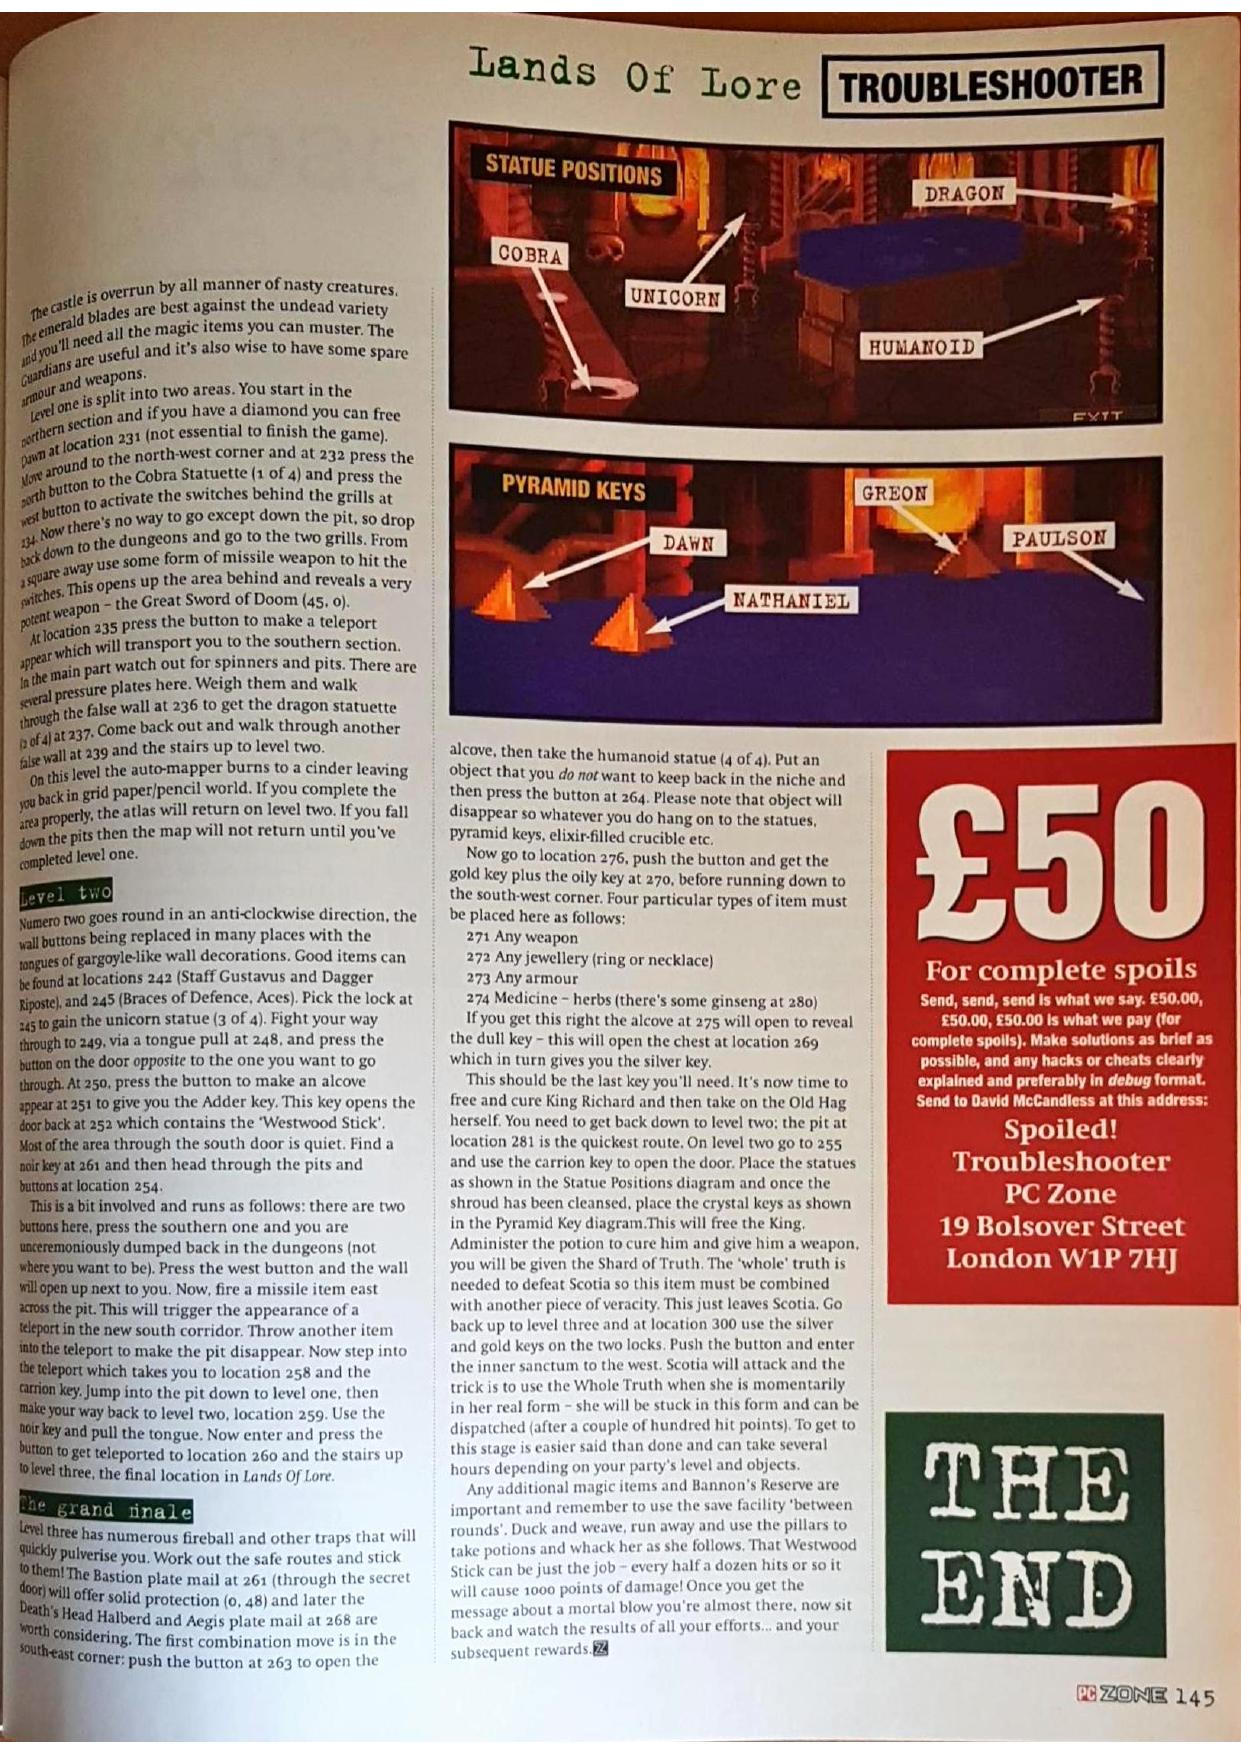 Lands Of Lore
TROUBLESHOOTER
STATUE POSITIONS
DRAGON
COBRA
UNICORN
HUMANOID
EXIT
PYRAMID KEYS
GREON
DAWN
PAULSON
NATHANIEL
The castle is overrun by all manner of nasty creatures.
The emerald blades are best against the undead variety
and you'll need all the magic items you can muster. The
Guardians are useful and it's also wise to have some spare
armour and weapons.
Level one is split into two areas. You start in the
northern section and if you have a diamond you can free
Dawn at location 231 (not essential to finish the game).
Move around to the north-west corner and at 232 press the
north button to the Cobra Statuette (1 of 4) and press the
west button to activate the switches behind the grills at
234. Now there's no way to go except down the pit, so drop
back down to the dungeons and go to the two grills. From
a square away use some form of missile weapon to hit the
switches. This opens up the area behind and reveals a very
potent weapon – the Great Sword of Doom (45, 0).
At location 235 press the button to make a teleport
appear which will transport you to the southern section.
In the main part watch out for spinners and pits. There are
several pressure plates here. Weigh them and walk
through the false wall at 236 to get the dragon statuette
(2 of 4) at 237. Come back out and walk through another
false wall at 239 and the stairs up to level two.
On this level the auto-mapper burns to a cinder leaving
you back in grid paper/pencil world. If you complete the
area properly, the atlas will return on level two. If you fall
down the pits then the map will not return until you've
completed level one.
Level two
Numero two goes round in an anti-clockwise direction, the
wall buttons being replaced in many places with the
tongues of gargoyle-like wall decorations. Good items can
be found at locations 242 (Staff Gustavus and Dagger
Riposte), and 245 (Braces of Defence, Aces). Pick the lock at
245 to gain the unicorn statue (3 of 4). Fight your way
through to 249, via a tongue pull at 248, and press the
button on the door opposite to the one you want to go
through. At 250, press the button to make an alcove
appear at 251 to give you the Adder key. This key opens the
door back at 252 which contains the 'Westwood Stick'.
Most of the area through the south door is quiet. Find a
noir key at 261 and then head through the pits and
buttons at location 254.
This is a bit involved and runs as follows: there are two
buttons here, press the southern one and you are
unceremoniously dumped back in the dungeons (not
where you want to be). Press the west button and the wall
will open up next to you. Now, fire a missile item east
across the pit. This will trigger the appearance of a
teleport in the new south corridor. Throw another item
into the teleport to make the pit disappear. Now step into
the teleport which takes you to location 258 and the
carrion key. Jump into the pit down to level one, then
make your way back to level two, location 259. Use the
noir key and pull the tongue. Now enter and press the
button to get teleported to location 260 and the stairs up
to level three, the final location in Lands Of Lore.
The grand finale
Level three has numerous fireball and other traps that will
quickly pulverise you. Work out the safe routes and stick
to them! The Bastion plate mail at 261 (through the secret
door) will offer solid protection (0, 48) and later the
Death's Head Halberd and Aegis plate mail at 268 are
worth considering. The first combination move is in the
south-east corner: push the button at 263 to open the
alcove, then take the humanoid statue (4 of 4). Put an
object that you do not want to keep back in the niche and
then press the button at 264. Please note that object will
disappear so whatever you do hang on to the statues,
pyramid keys, elixir-filled crucible etc.
Now go to location 276, push the button and get the
gold key plus the oily key at 270, before running down to
the south-west corner. Four particular types of item must
be placed here as follows:
271 Any weapon
272 Any jewellery (ring or necklace)
273 Any armour
274 Medicine – herbs (there's some ginseng at 280)
If you get this right the alcove at 275 will open to reveal
the dull key – this will open the chest at location 269
which in turn gives you the silver key.
This should be the last key you'll need. It's now time to
free and cure King Richard and then take on the Old Hag
herself. You need to get back down to level two; the pit at
location 281 is the quickest route. On level two go to 255
and use the carrion key to open the door. Place the statues
as shown in the Statue Positions diagram and once the
shroud has been cleansed, place the crystal keys as shown
in the Pyramid Key diagram.This will free the King.
Administer the potion to cure him and give him a weapon,
you will be given the Shard of Truth. The 'whole' truth is
needed to defeat Scotia so this item must be combined
with another piece of veracity. This just leaves Scotia. Go
back up to level three and at location 300 use the silver
and gold keys on the two locks. Push the button and enter
the inner sanctum to the west. Scotia will attack and the
trick is to use the Whole Truth when she is momentarily
in her real form – she will be stuck in this form and can be
dispatched (after a couple of hundred hit points). To get to
this stage is easier said than done and can take several
hours depending on your party's level and objects.
Any additional magic items and Bannon's Reserve are
important and remember to use the save facility 'between
rounds'. Duck and weave, run away and use the pillars to
take potions and whack her as she follows. That Westwood
Stick can be just the job – every half a dozen hits or so it
will cause 1000 points of damage! Once you get the
message about a mortal blow you're almost there, now sit
back and watch the results of all your efforts... and your
subsequent rewards. Z
£50
For complete spoils
Send, send, send is what we say. £50.00,
£50.00, £50.00 is what we pay (for
complete spoils). Make solutions as brief as
possible, and any hacks or cheats clearly
explained and preferably in debug format.
Send to David McCandless at this address:
Spoiled!
Troubleshooter
PC Zone
19 Bolsover Street
London W1P 7HJ
THE
END
PC ZONE 145